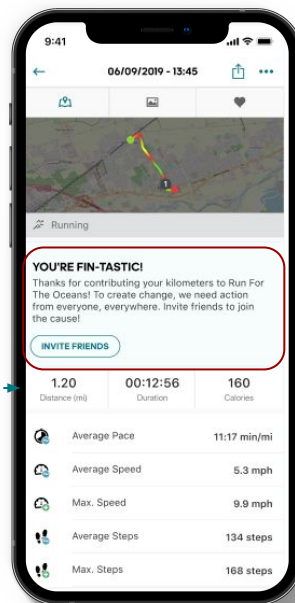 9:41
06/09/2019 - 13:45
1
Running
YOU'RE FIN-TASTIC!
Thanks for contributing your kilometers to Run For
The Oceans! To create change, we need action
from everyone, everywhere. Invite friends to join
the cause!
INVITE FRIENDS
1.20 00:12:56 160
Distance (mi) Duration Calories
Average Pace 11:17 min/mi
Average Speed 5.3 mph
Max. Speed 9.9 mph
Average Steps 134 steps
Max. Steps 168 steps